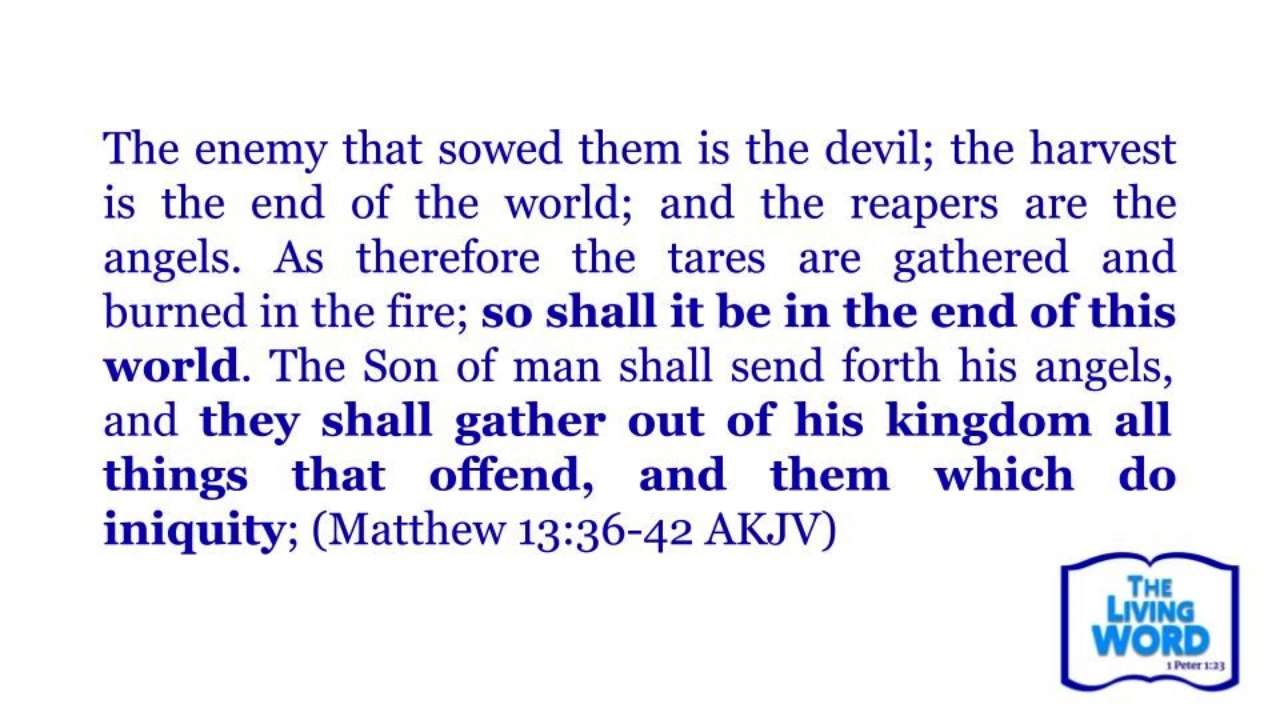 The enemy that sowed them is the devil; the harvest
is the end of the world; and the reapers are the
angels. As therefore the tares are gathered and
burned in the fire; so shall it be in the end of this
world. The Son of man shall send forth his angels,
and they shall gather out of his kingdom all
things that offend, and them which do
iniquity; (Matthew 13:36-42 AKJV)
THE
LIVING
WORD
1 Peter 1:23